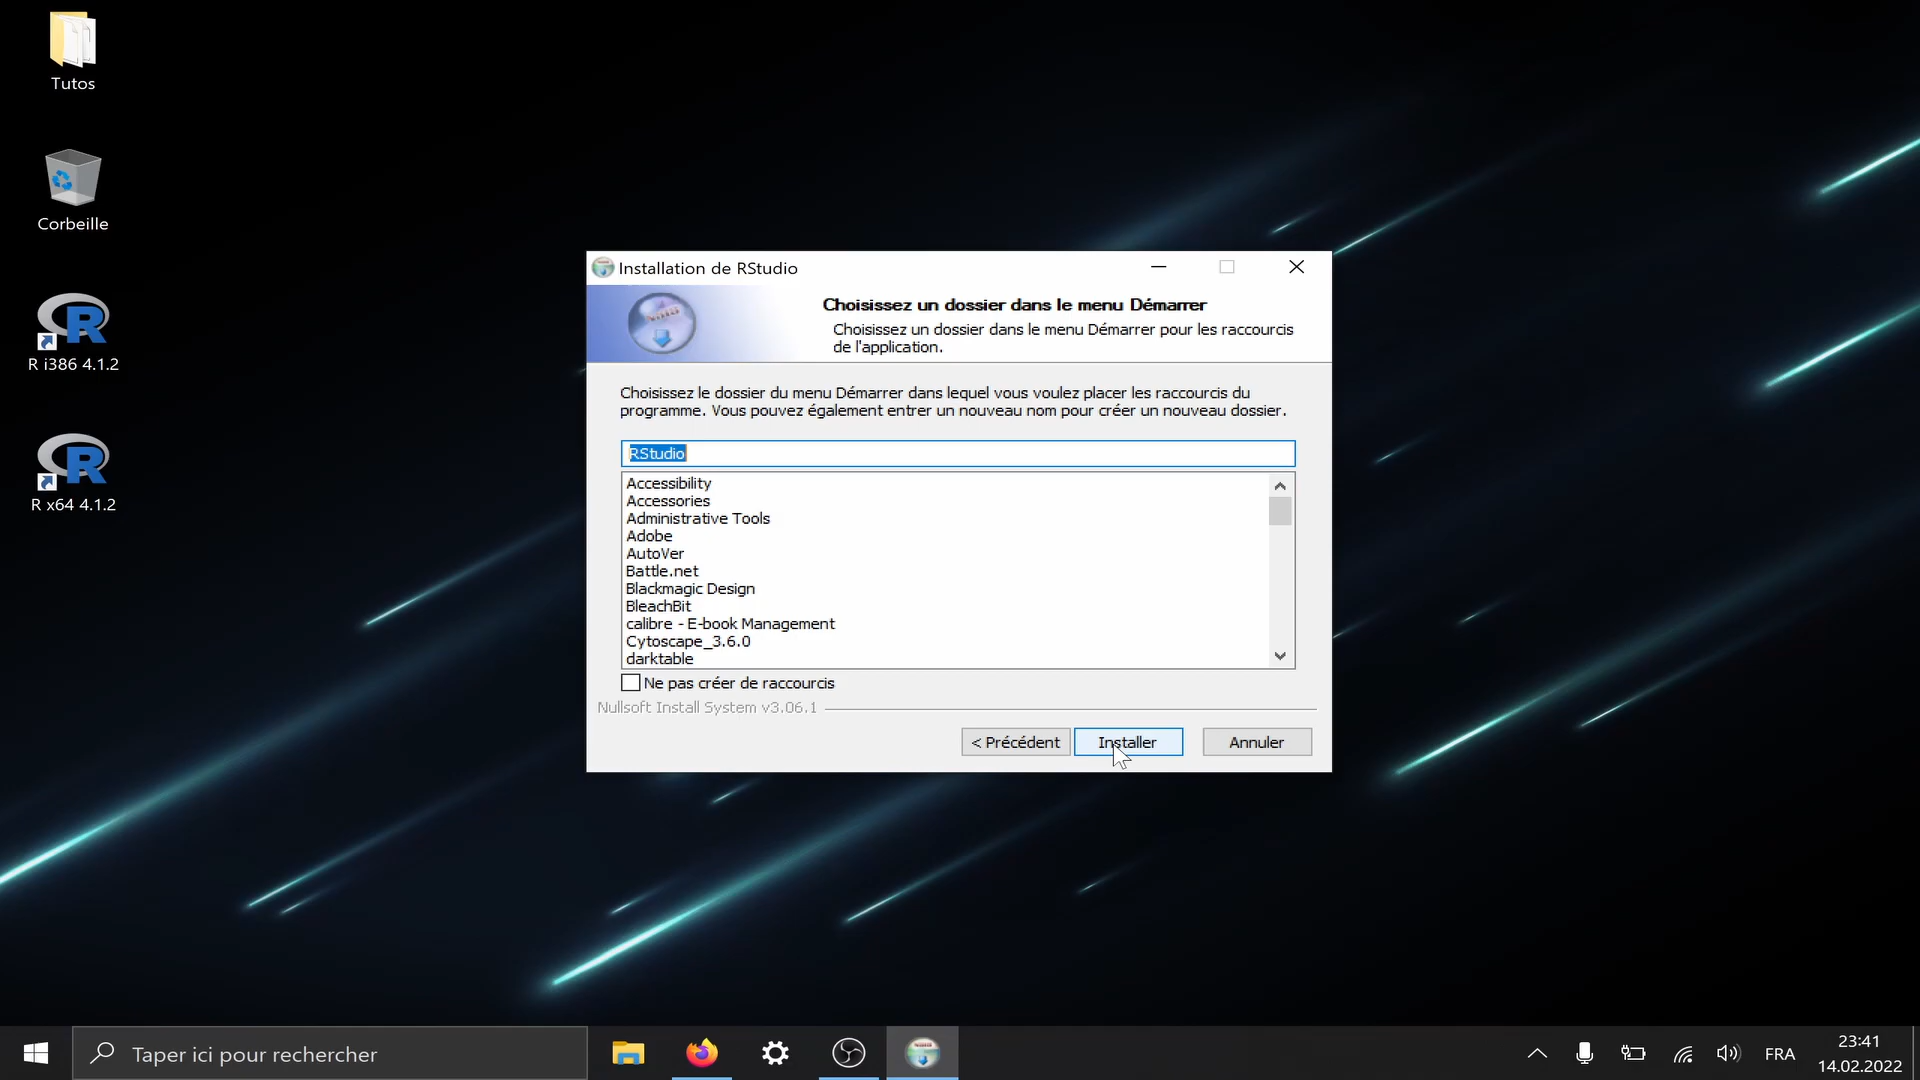 Tutos
Corbeille
R i386 4.1.2
R x64 4.1.2
Installation de RStudio
Choisissez un dossier dans le menu Démarrer
Choisissez un dossier dans le menu Démarrer pour les raccourcis
de l'application.
Choisissez le dossier du menu Démarrer dans lequel vous voulez placer les raccourcis du
programme. Vous pouvez également entrer un nouveau nom pour créer un nouveau dossier.
RStudio
Accessibility
Accessories
Administrative Tools
Adobe
AutoVer
Battle.net
Blackmagic Design
BleachBit
calibre - E-book Management
Cytoscape_3.6.0
darktable
Ne pas créer de raccourcis
Nullsoft Install System v3.06.1
< Précédent
Installer
Annuler
Taper ici pour rechercher
FRA
23:41
14.02.2022